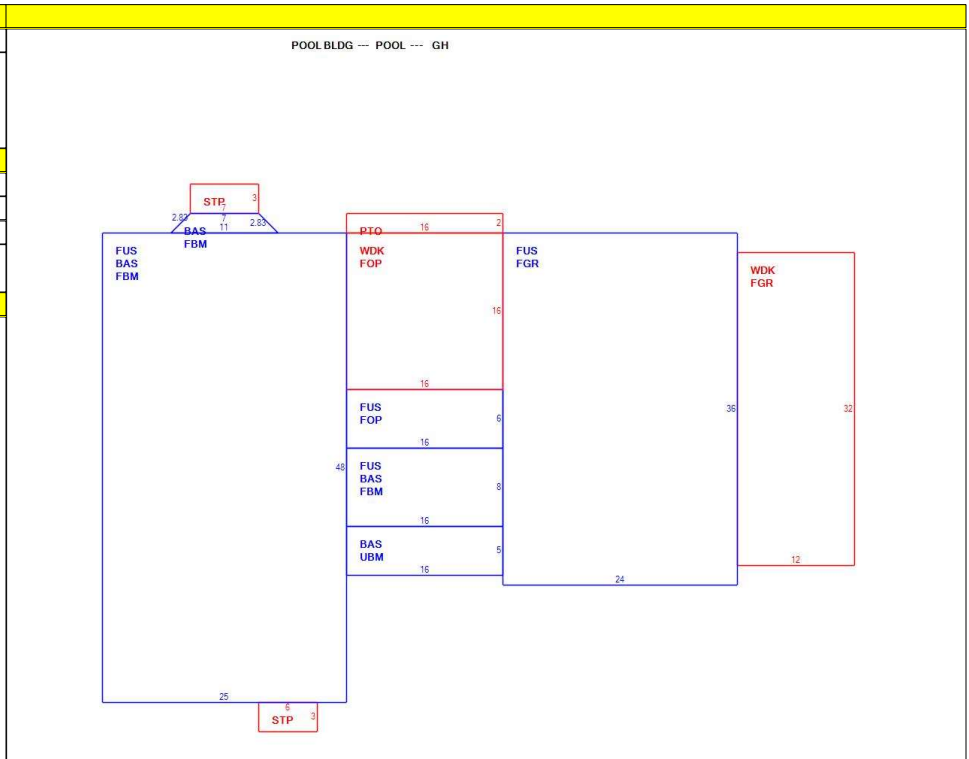 POOL BLDG --- POOL --- GH
STP
3
7
2.83
7
2.83
11
BAS
FBM
PTO
16
2
FUS
BAS
FBM
WDK
FOP
16
16
FUS
FGR
36
24
WDK
FGR
32
12
FUS
FOP
6
16
48
FUS
BAS
FBM
8
16
BAS
UBM
5
16
25
6
STP
3